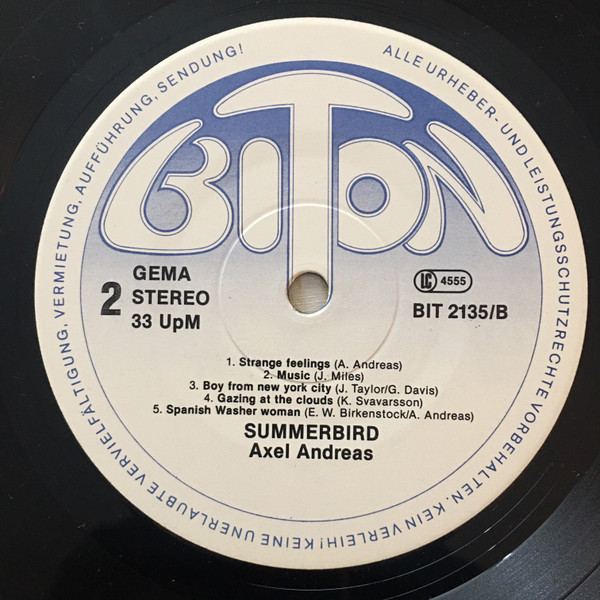 ALLE URHEBER- UND LEISTUNGSSCHUTZRECHTE VORBEHALTEN. KEIN VERLEIH! KEINE UNERLAUBTE VERVIELFÄLTIGUNG, VERMIETUNG, AUFFÜHRUNG, SENDUNG!
BITON
2
GEMA
STEREO
33 UpM
LC 4555
BIT 2135/B
1. Strange feelings (A. Andreas)
2. Music (J. Miles)
3. Boy from new york city (J. Taylor/G. Davis)
4. Gazing at the clouds (K. Svavarsson)
5. Spanish Washer woman (E. W. Birkenstock/A. Andreas)
SUMMERBIRD
Axel Andreas